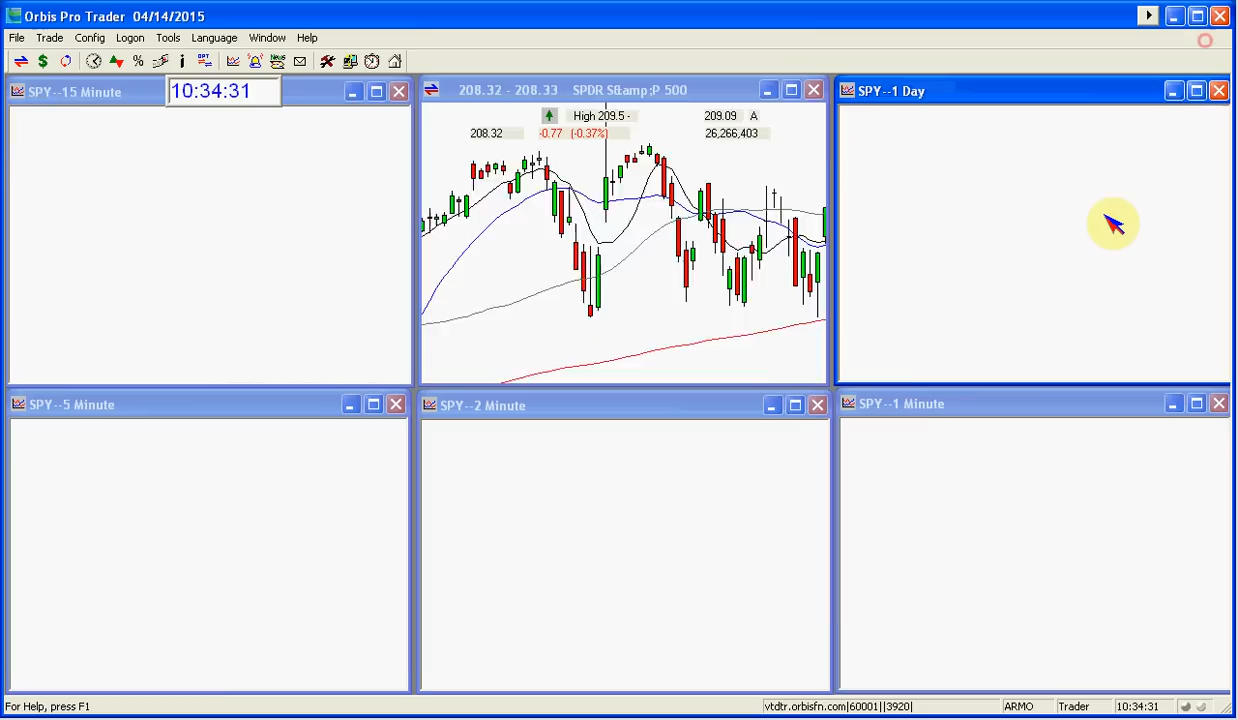 Orbis Pro Trader 04/14/2015
File Trade Config Logon Tools Language Window Help
% i OPT News
SPY--15 Minute
10:34:31
208.32 - 208.33 SPDR S&amp;P 500
High 209.5 - 209.09 A
208.32 -0.77 (-0.37%) 26,266,403
SPY--1 Day
SPY--5 Minute
SPY--2 Minute
SPY--1 Minute
For Help, press F1
vtdtr.orbisfn.com|60001||3920| ARMO Trader 10:34:31